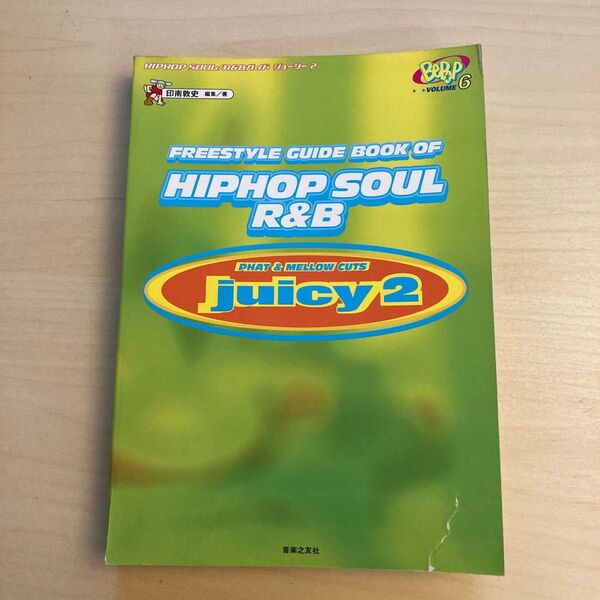 HIPHOP SOUL/R&Bガイド ジューシー 2
印南敦史 編集/著
BePOP
VOLUME 6
FREESTYLE GUIDE BOOK OF
HIPHOP SOUL
R&B
PHAT & MELLOW CUTS
juicy 2
音楽之友社